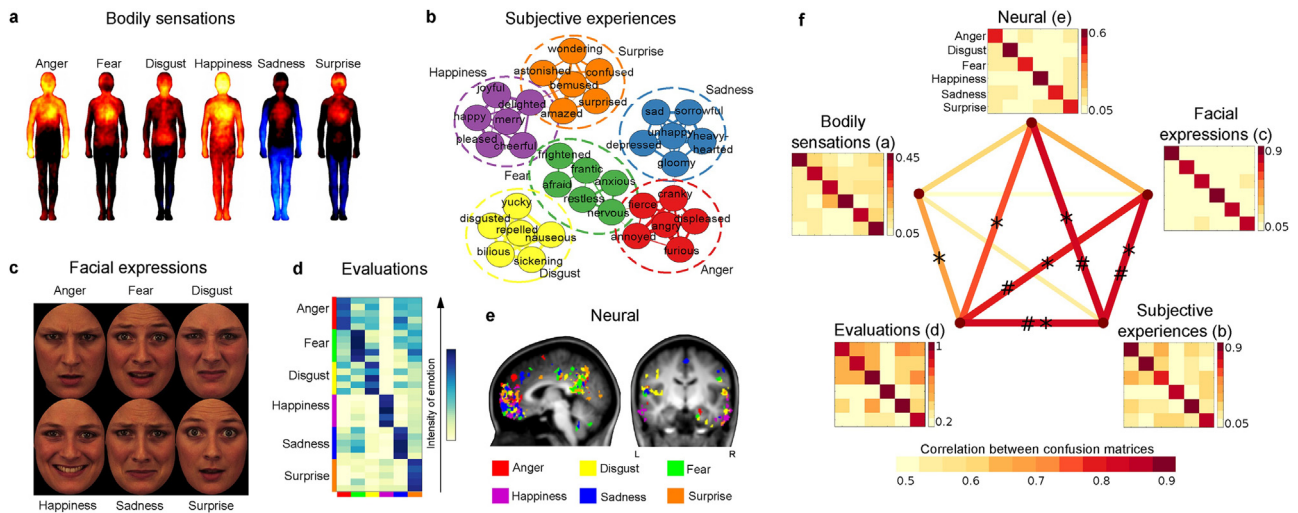 a Bodily sensations
Anger Fear Disgust Happiness Sadness Surprise
b Subjective experiences
wondering
Surprise
astonished
confused
bemused
surprised
amazed
Happiness
joyful
delighted
happy
merry
pleased
cheerful
Sadness
sad
sorrowful
unhappy
heavy-
hearted
depressed
gloomy
Fear
frightened
frantic
anxious
afraid
restless
nervous
yucky
disgusted
repelled
nauseous
bilious
sickening
Disgust
cranky
fierce
displeased
angry
annoyed
furious
Anger
c Facial expressions
Anger Fear Disgust
Happiness Sadness Surprise
d Evaluations
Anger
Fear
Disgust
Happiness
Sadness
Surprise
Intensity of emotion
e Neural
L R
Anger Disgust Fear
Happiness Sadness Surprise
f
Neural (e)
Anger
Disgust
Fear
Happiness
Sadness
Surprise
0.6
0.05
Bodily
sensations (a)
0.45
0.05
Facial
expressions (c)
0.9
0.05
*
*
*
*
*
#
#
#
# *
Evaluations (d)
1
0.2
Subjective
experiences (b)
0.9
0.05
Correlation between confusion matrices
0.5 0.6 0.7 0.8 0.9